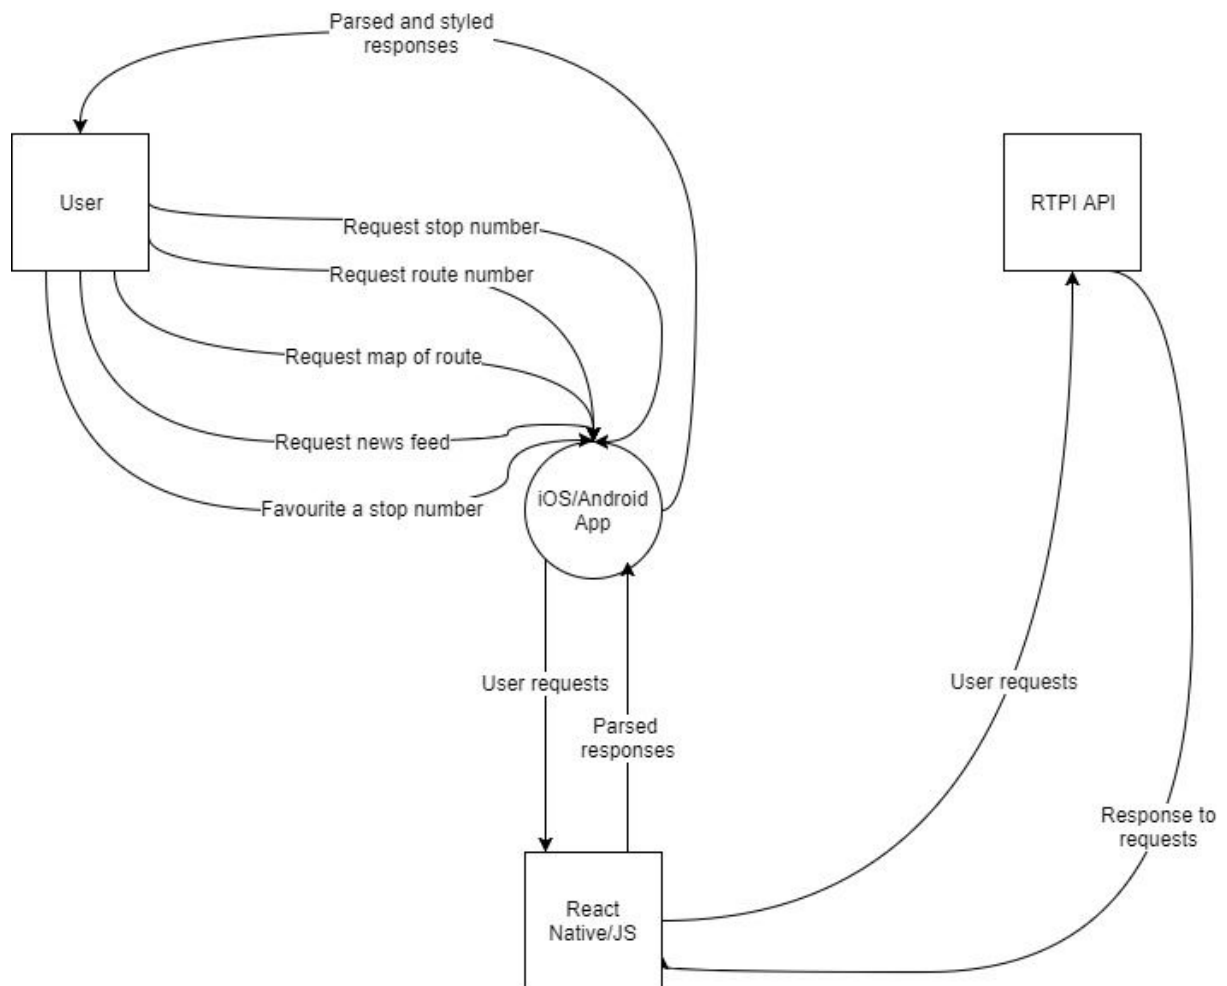 Parsed and styled
responses
User
RTPI API
Request stop number
Request route number
Request map of route
Request news feed
Favourite a stop number
iOS/Android
App
User requests
User requests
Parsed
responses
Response to
requests
React
Native/JS